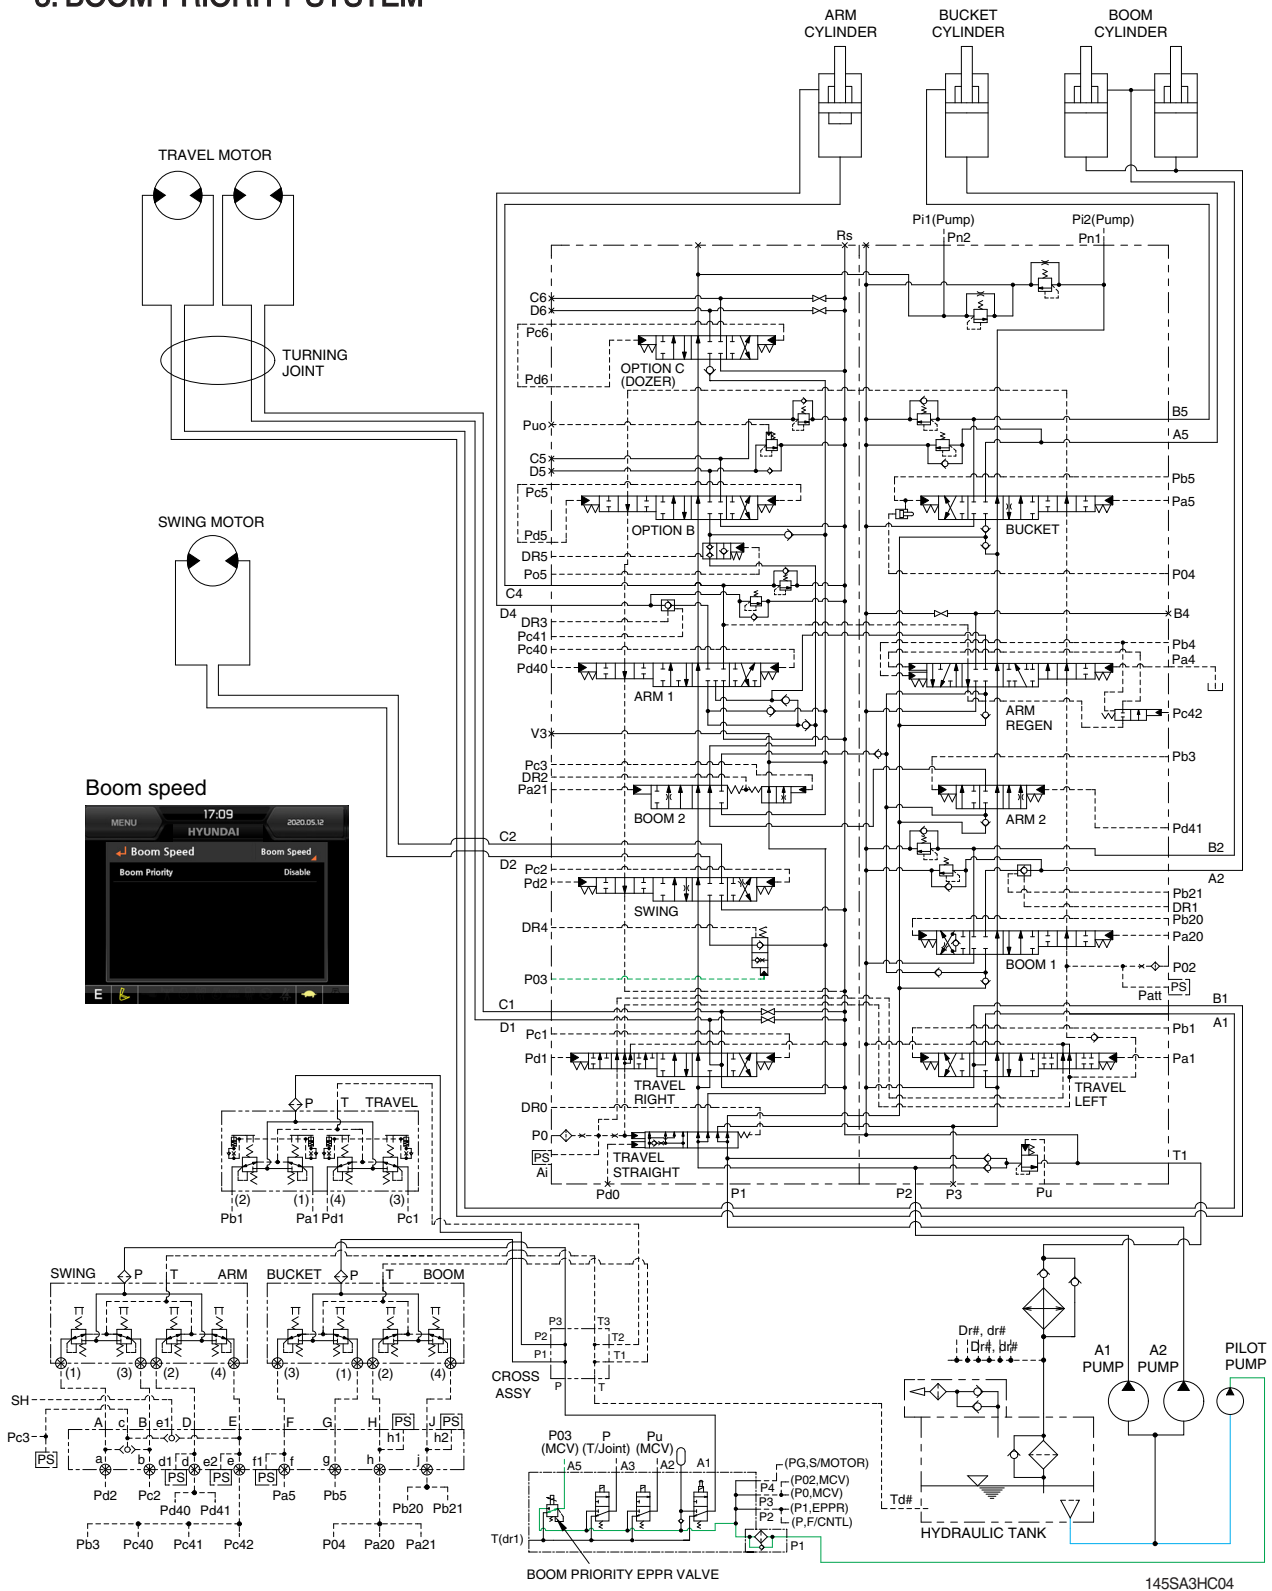 3. BOOM PRIORITY SYSTEM
ARM
CYLINDER
BUCKET
CYLINDER
BOOM
CYLINDER
TRAVEL MOTOR
Pi1(Pump)
Pn2
Pi2(Pump)
Pn1
Rs
C6
D6
Pc6
Pd6
OPTION C
(DOZER)
TURNING
JOINT
Puo
C5
D5
Pc5
Pd5
OPTION B
DR5
Po5
C4
D4
DR3
Pc41
Pc40
Pd40
ARM 1
V3
Pc3
DR2
Pa21
BOOM 2
B5
A5
Pb5
Pa5
BUCKET
P04
B4
Pb4
Pa4
ARM
REGEN
Pc42
Pb3
ARM 2
Pd41
B2
A2
Pb21
DR1
Pb20
Pa20
BOOM 1
P02
PS
Patt
B1
A1
Pb1
Pa1
TRAVEL
LEFT
SWING MOTOR
Boom speed
MENU
17:09
HYUNDAI
2020.05.12
Boom Speed
Boom Speed
Boom Priority
Disable
E
C2
D2
Pc2
Pd2
SWING
DR4
P03
C1
D1
Pc1
Pd1
TRAVEL
RIGHT
DR0
P0
PS
Ai
TRAVEL
STRAIGHT
Pd0
P1
P2
P3
Pu
T1
P
T
TRAVEL
(2)
(1)
(4)
(3)
Pb1
Pa1
Pd1
Pc1
SWING
P
T
ARM
BUCKET
P
T
BOOM
(1)
(3)
(2)
(4)
(3)
(1)
(2)
(4)
P3
T3
P2
T2
P1
T1
CROSS
ASSY
P
T
SH
A
c
B
e1
D
E
F
G
H
PS
J
PS
h1
h2
Pc3
PS
a
b
d1
d
e2
e
f1
f
g
h
j
PS
PS
PS
Pd2
Pc2
Pd40
Pd41
Pa5
Pb5
Pb20
Pb21
Pb3
Pc40
Pc41
Pc42
P04
Pa20
Pa21
P03
(MCV)
P
(T/Joint)
Pu
(MCV)
A5
A3
A2
A1
P4
P3
P2
P1
(PG,S/MOTOR)
(P02,MCV)
(P0,MCV)
(P1,EPPR)
(P,F/CNTL)
T(dr1)
BOOM PRIORITY EPPR VALVE
Dr#, dr#
Dr#, dr#
Td#
HYDRAULIC TANK
A1
PUMP
A2
PUMP
PILOT
PUMP
145SA3HC04